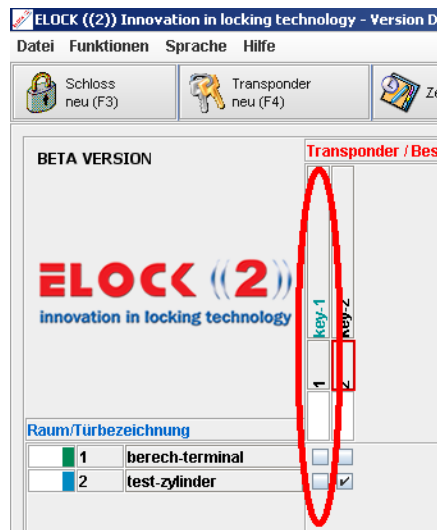 ELOCK ((2)) Innovation in locking technology - Version D
Datei Funktionen Sprache Hilfe
Schloss
neu (F3)
Transponder
neu (F4)
Ze
BETA VERSION
Transponder / Bes
ELOCK ((2))
innovation in locking technology
key-1
key-2
1
2
Raum/Türbezeichnung
1 berech-terminal
2 test-zylinder